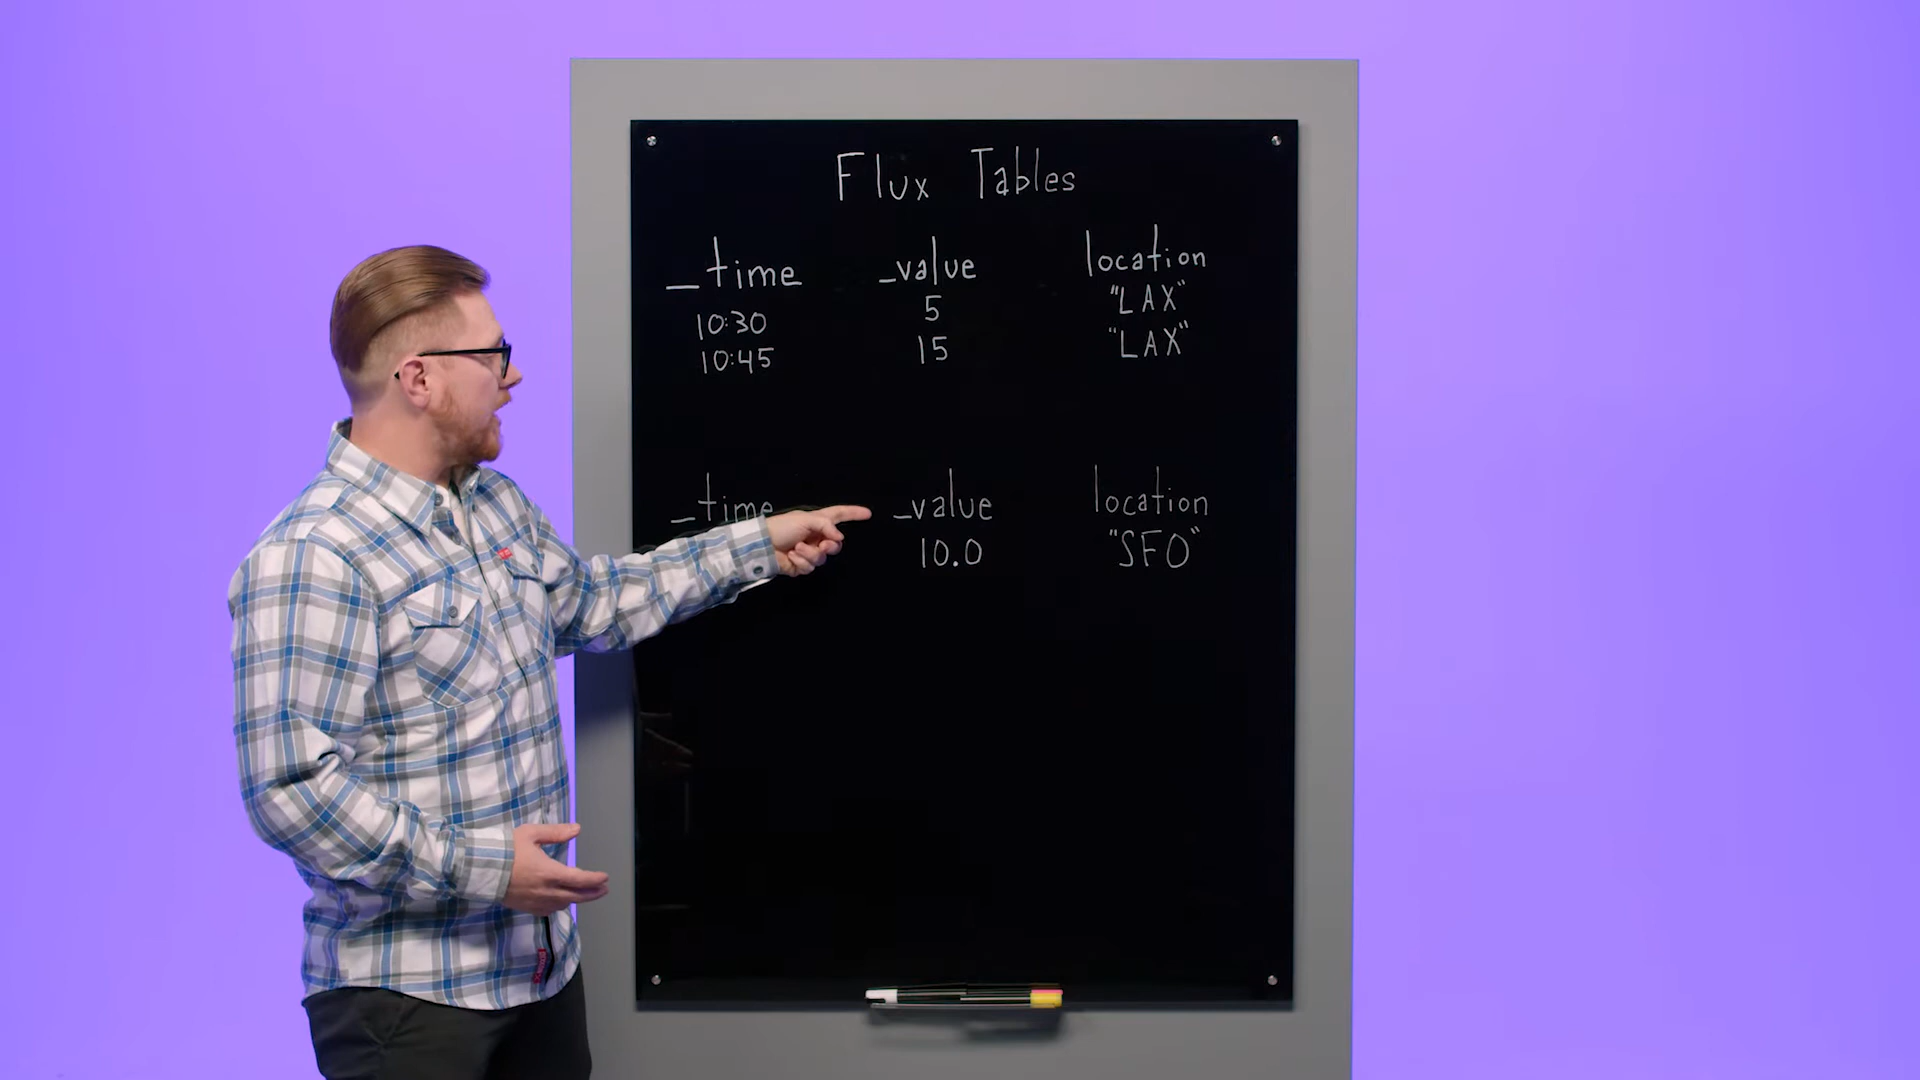 Flux Tables
_time _value location
10:30 5 "LAX"
10:45 15 "LAX"
_time _value location
10.0 "SFO"